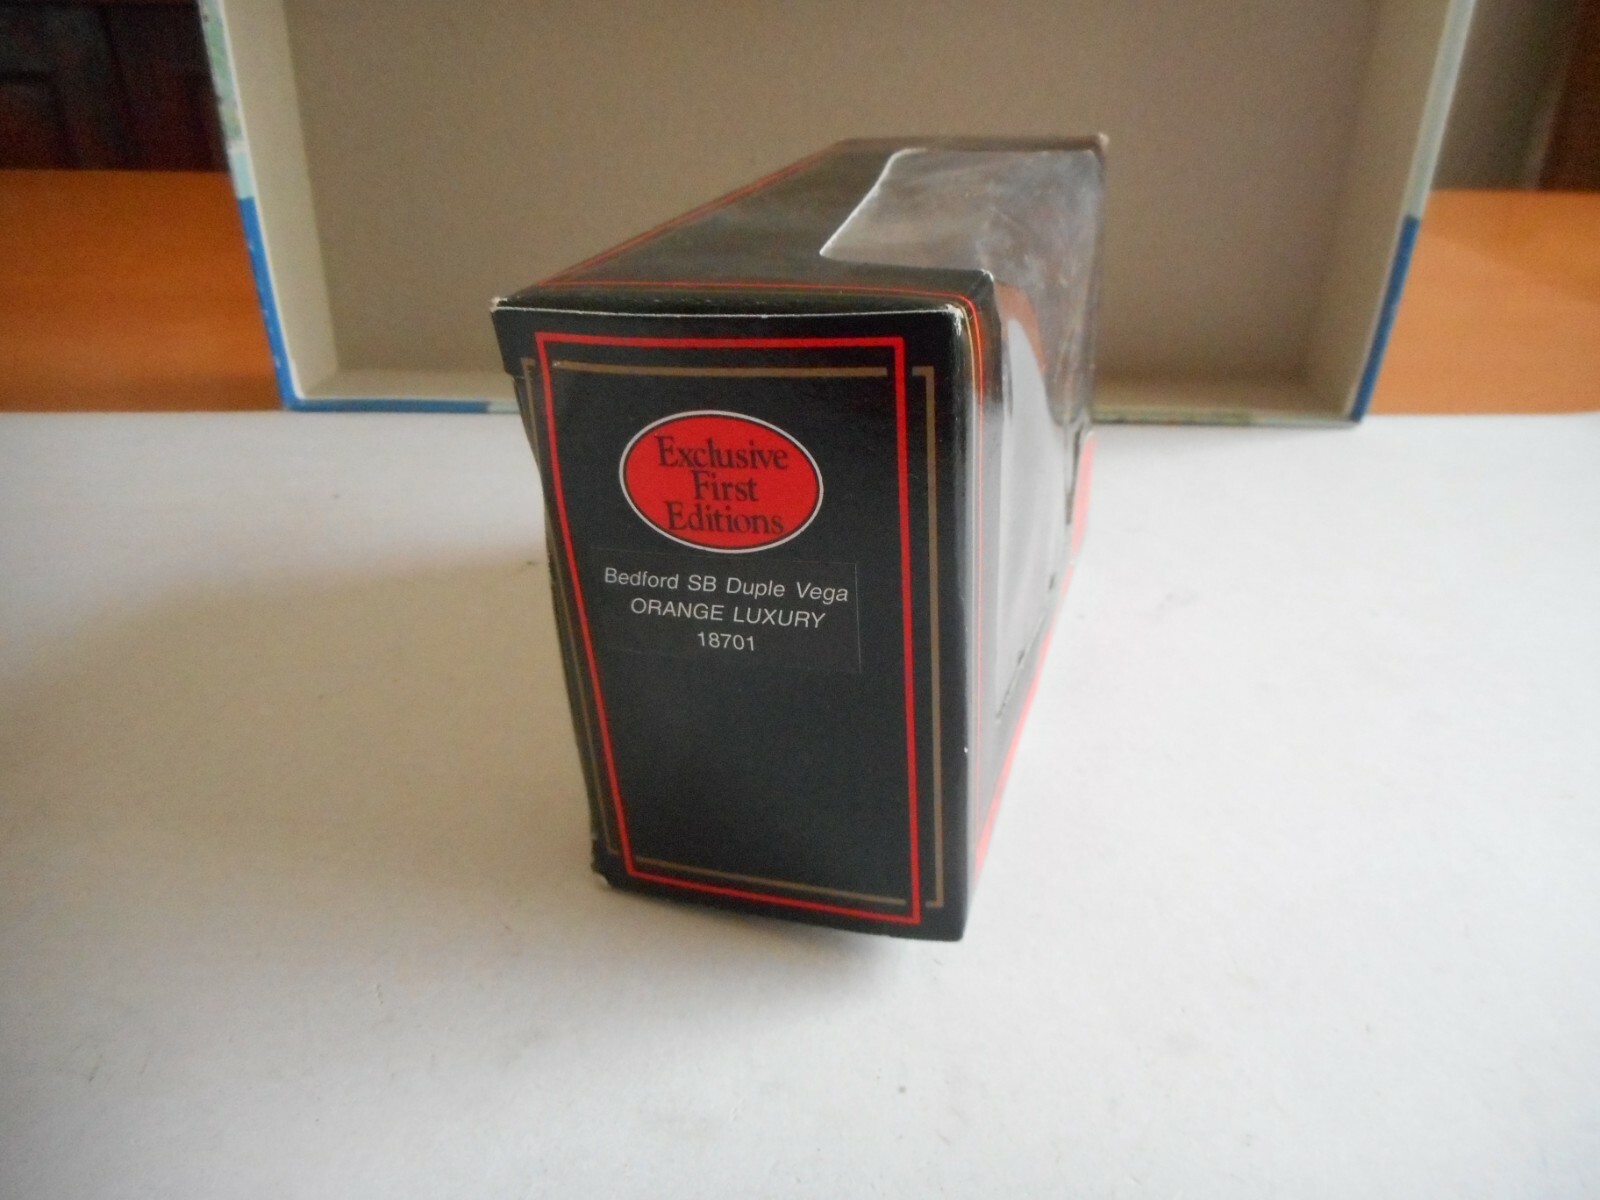 Exclusive
First
Editions
Bedford SB Duple Vega
ORANGE LUXURY
18701